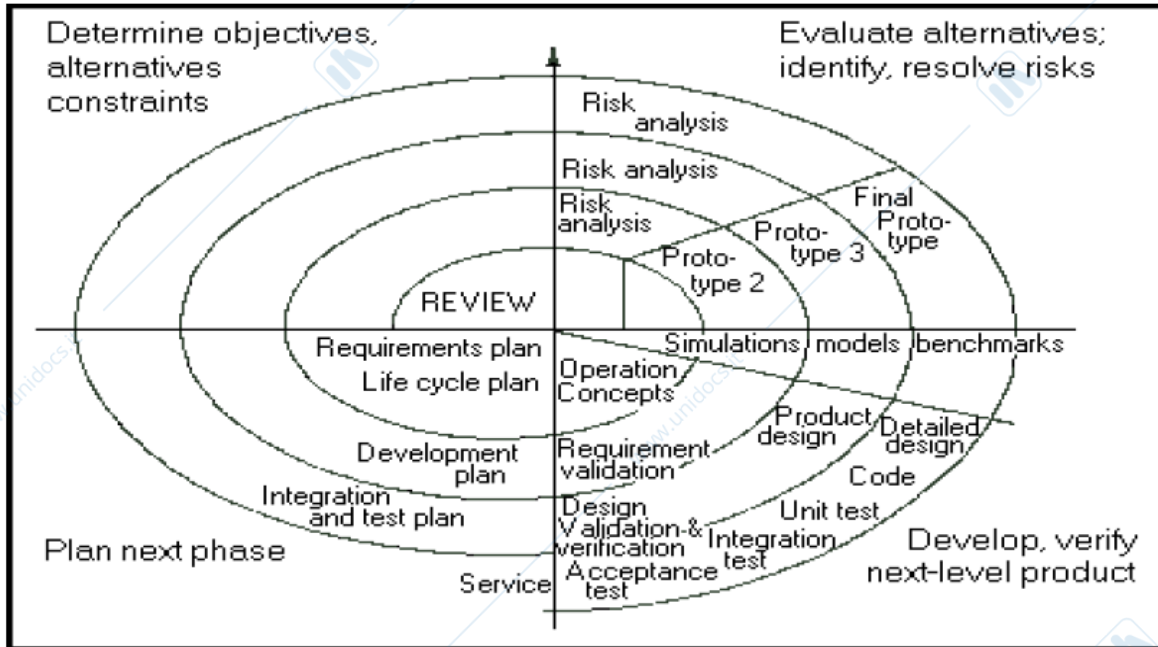 Determine objectives,
alternatives
constraints
Evaluate alternatives;
identify, resolve risks
Risk
analysis
Risk analysis
Risk
analysis
Final
Proto-
type
Proto-
type 3
Proto-
type 2
REVIEW
Requirements plan
Life cycle plan
Simulations models benchmarks
Operation
Concepts
Development
plan
Requirement
validation
Product
design
Detailed
design
Code
Integration
and test plan
Design
Validation-&
verification
Unit test
Integration
test
Plan next phase
Service
Acceptance
test
Develop, verify
next-level product
www.unidocs.in